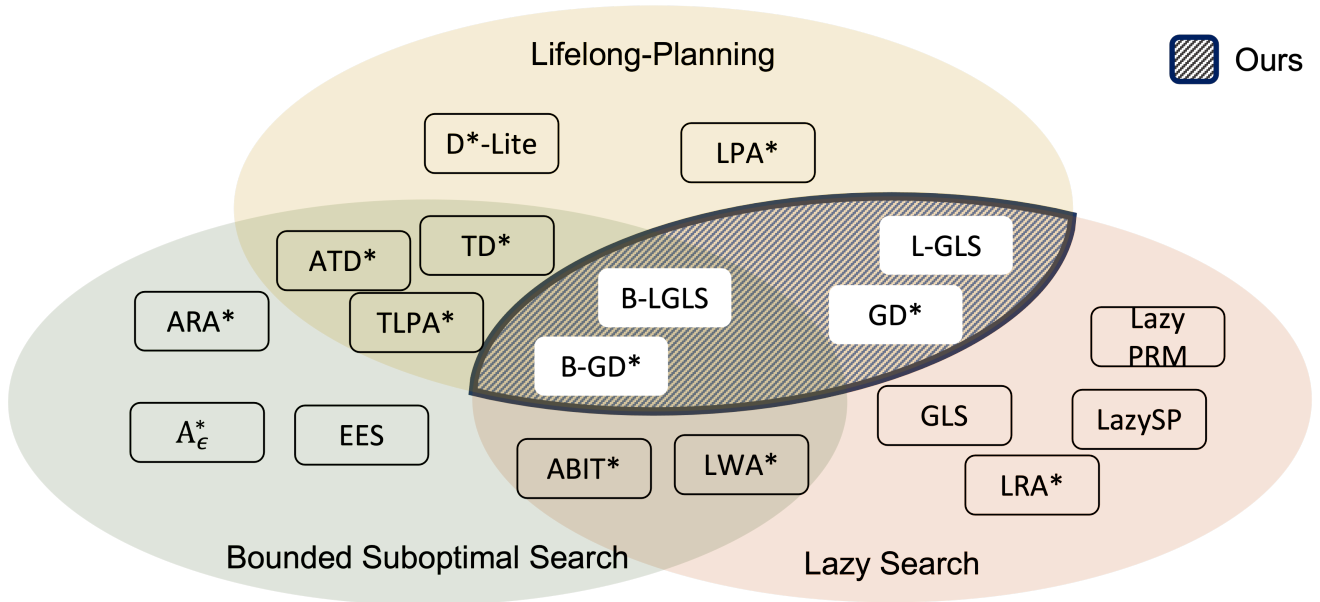 Lifelong-Planning
Ours
D*-Lite
LPA*
TD*
L-GLS
ATD*
B-LGLS
ARA*
TLPA*
GD*
Lazy
PRM
B-GD*
A*ϵ
EES
GLS
LazySP
ABIT*
LWA*
LRA*
Bounded Suboptimal Search
Lazy Search